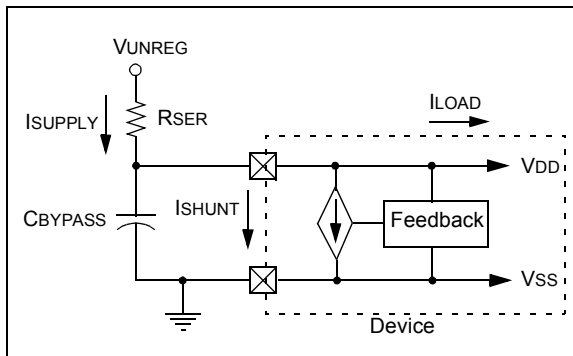 VUNREG
ISUPPLY
RSER
ILOAD
VDD
CBYPASS
ISHUNT
Feedback
VSS
Device